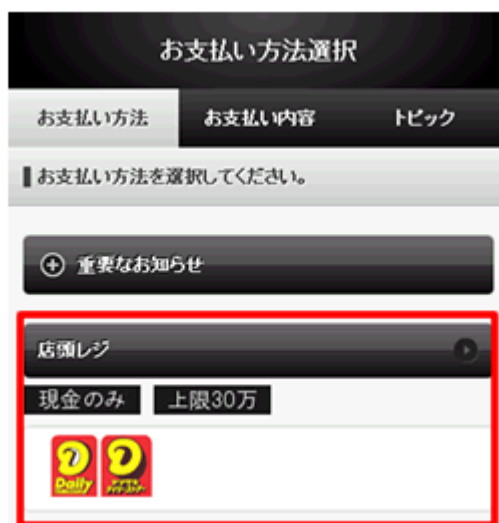 お支払い方法選択
お支払い方法 お支払い内容 トピック
お支払い方法を選択してください。
重要なお知らせ
店頭レジ
現金のみ 上限30万
Daily